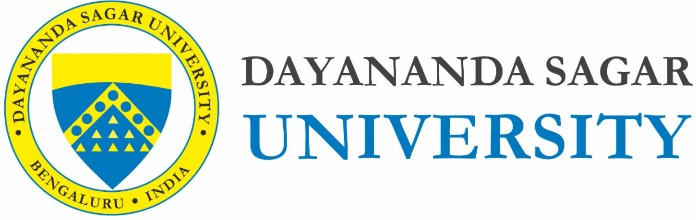 • DAYANANDA SAGAR UNIVERSITY •
BENGALURU • INDIA
DAYANANDA SAGAR
UNIVERSITY